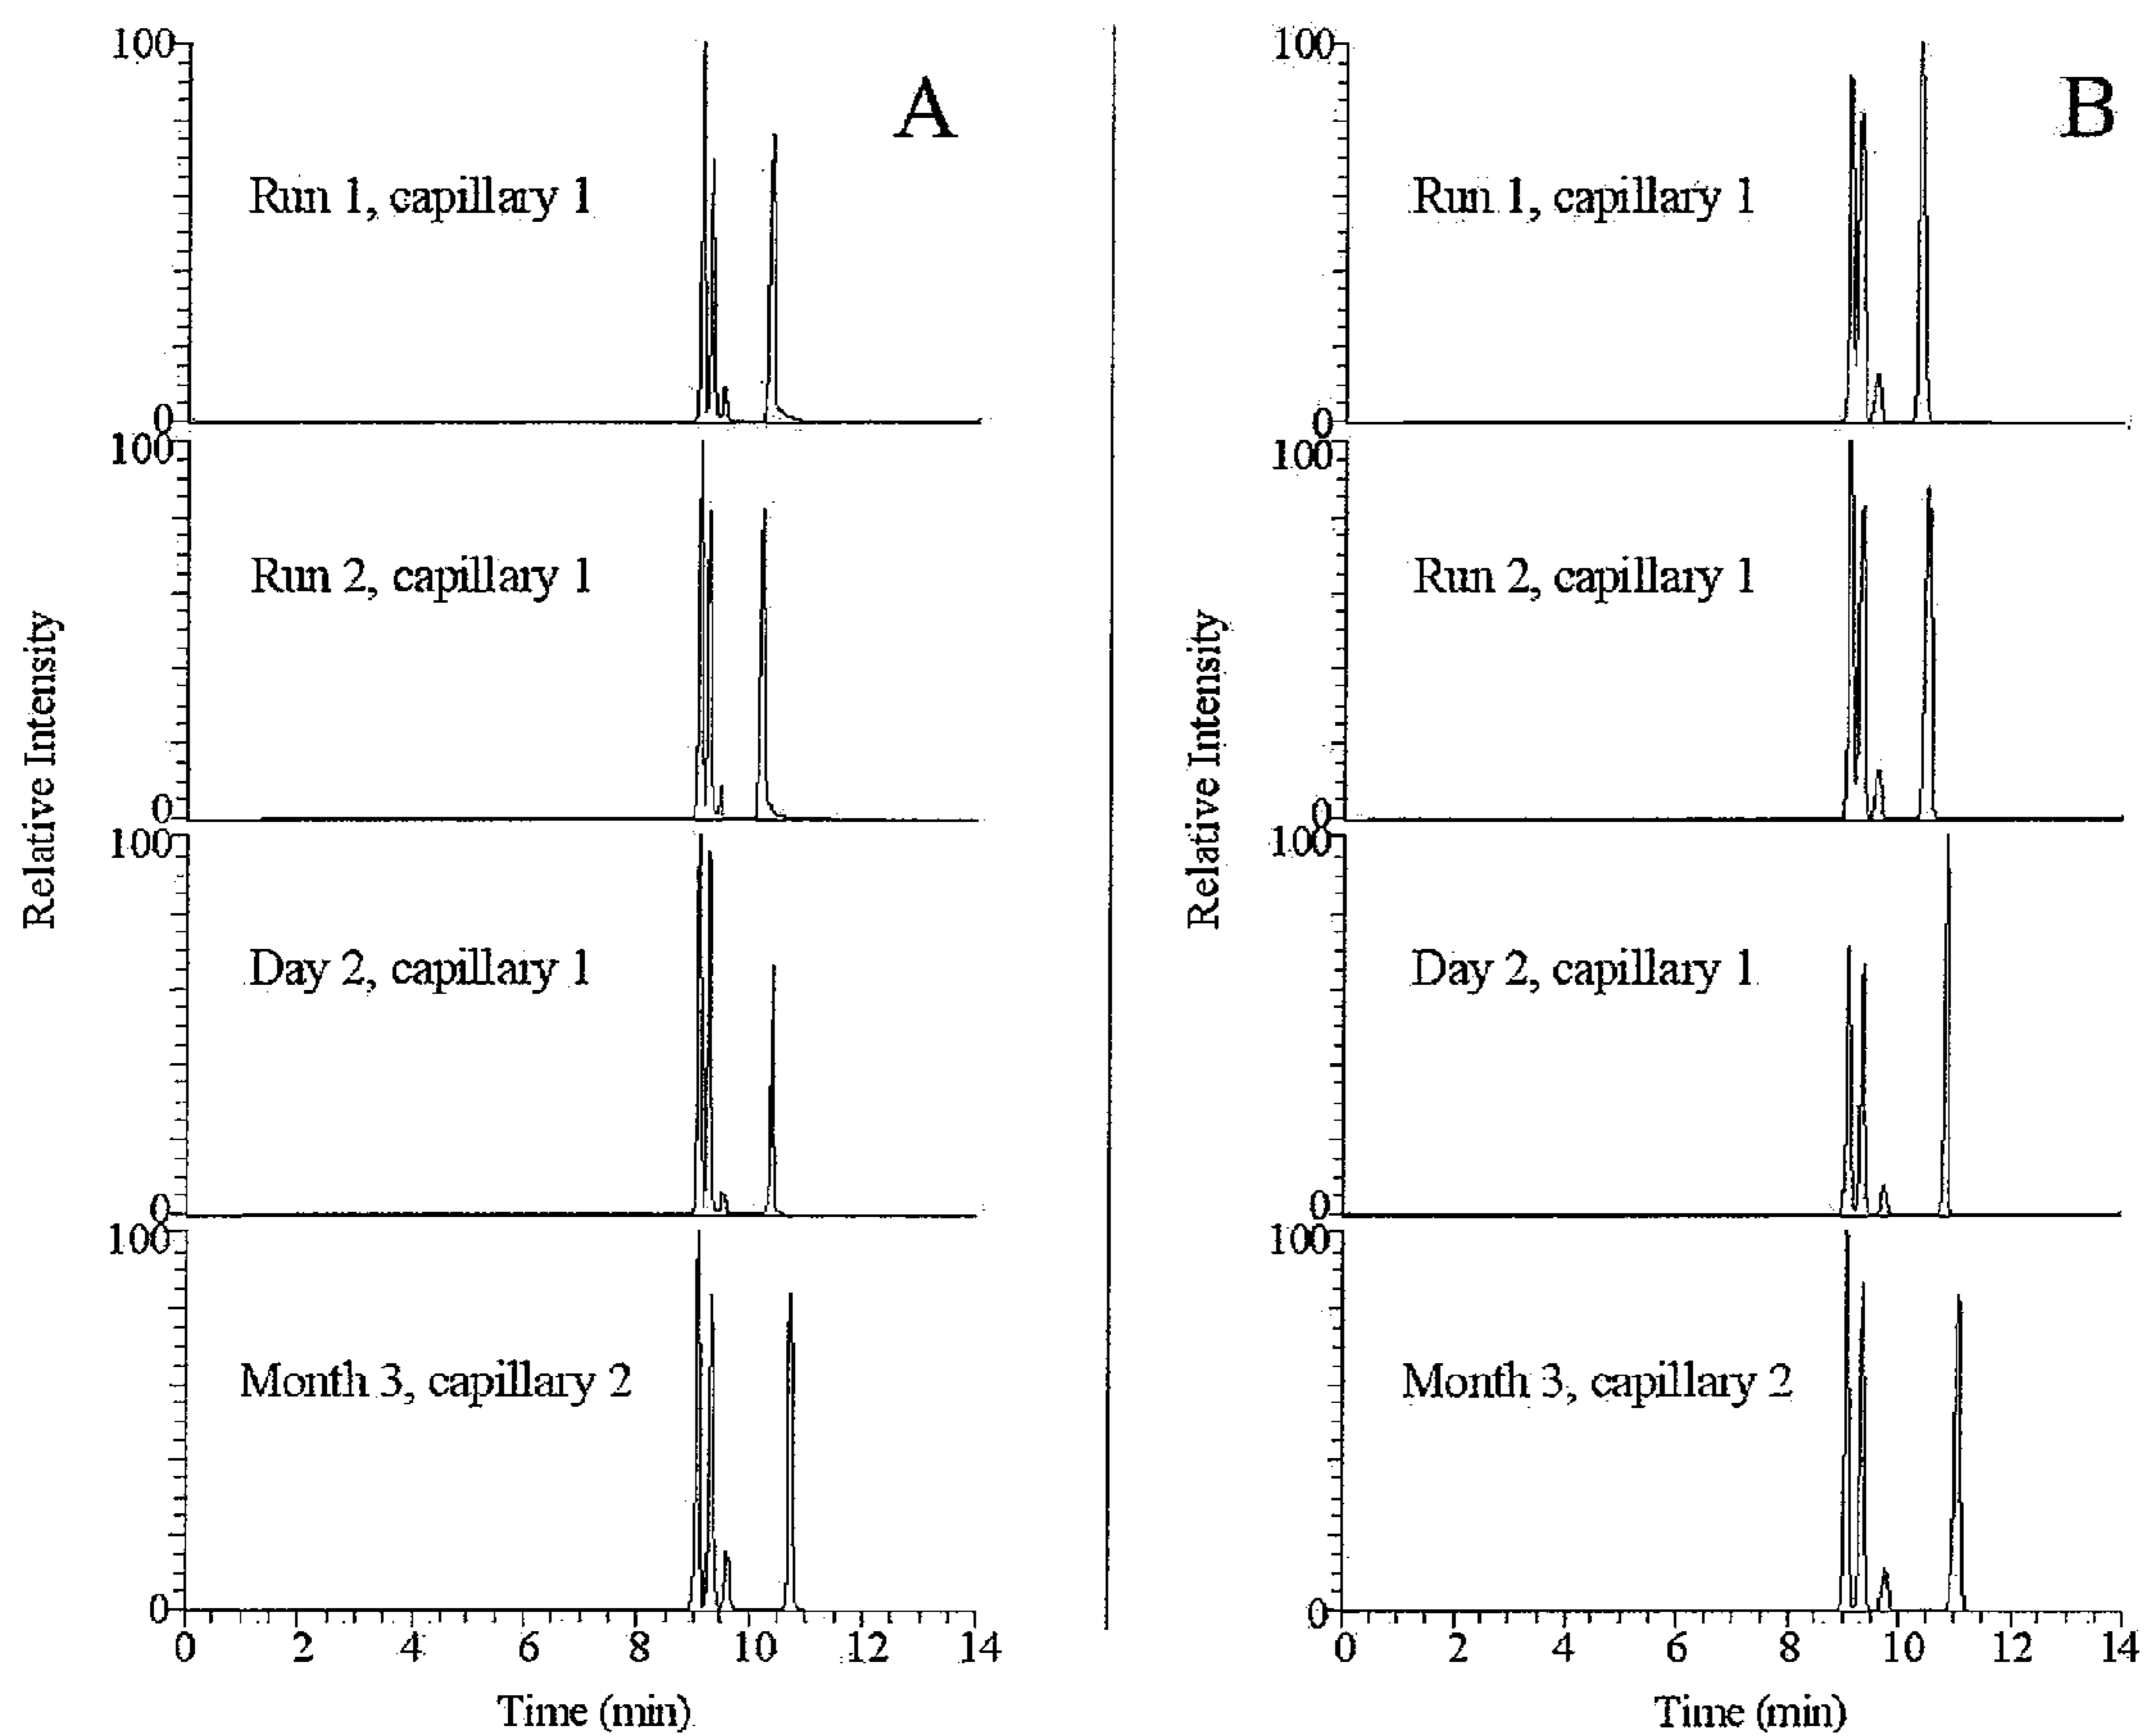 A
100
Run 1, capillary 1
0
100
Run 2, capillary 1
0
100
Day 2, capillary 1
0
100
Month 3, capillary 2
0
0 2 4 6 8 10 12 14
Time (min)
Relative Intensity
B
100
Run 1, capillary 1
0
100
Run 2, capillary 1
0
100
Day 2, capillary 1
0
100
Month 3, capillary 2
0
0 2 4 6 8 10 12 14
Time (min)
Relative Intensity